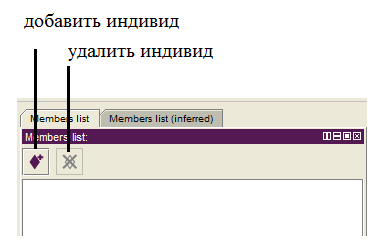 добавить индивид
удалить индивид
Members list
Members list (inferred)
Members list: